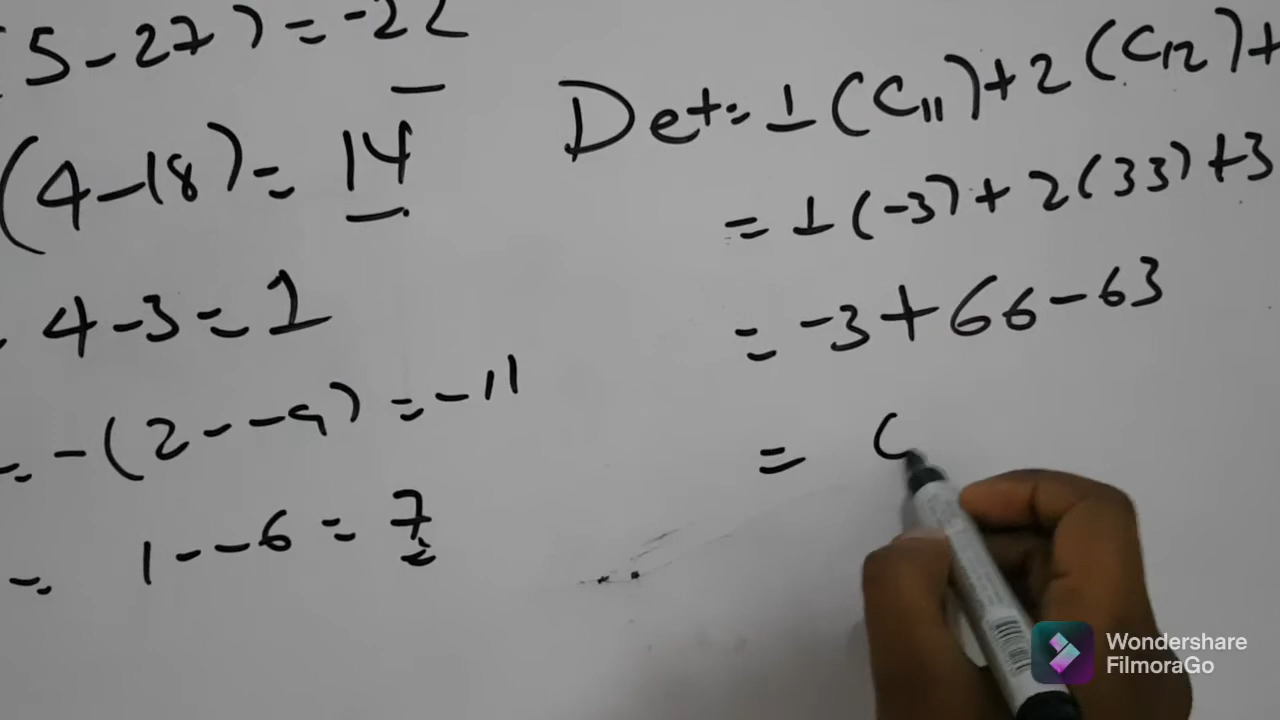 5-27)=-22
(4-18)= 14
4-3=1
= -(2--9) =-11
= 1--6 = 7
Det= 1(C11)+2(C12)+
= 1(-3)+2(33)+3
= -3+66-63
=
Wondershare
FilmoraGo